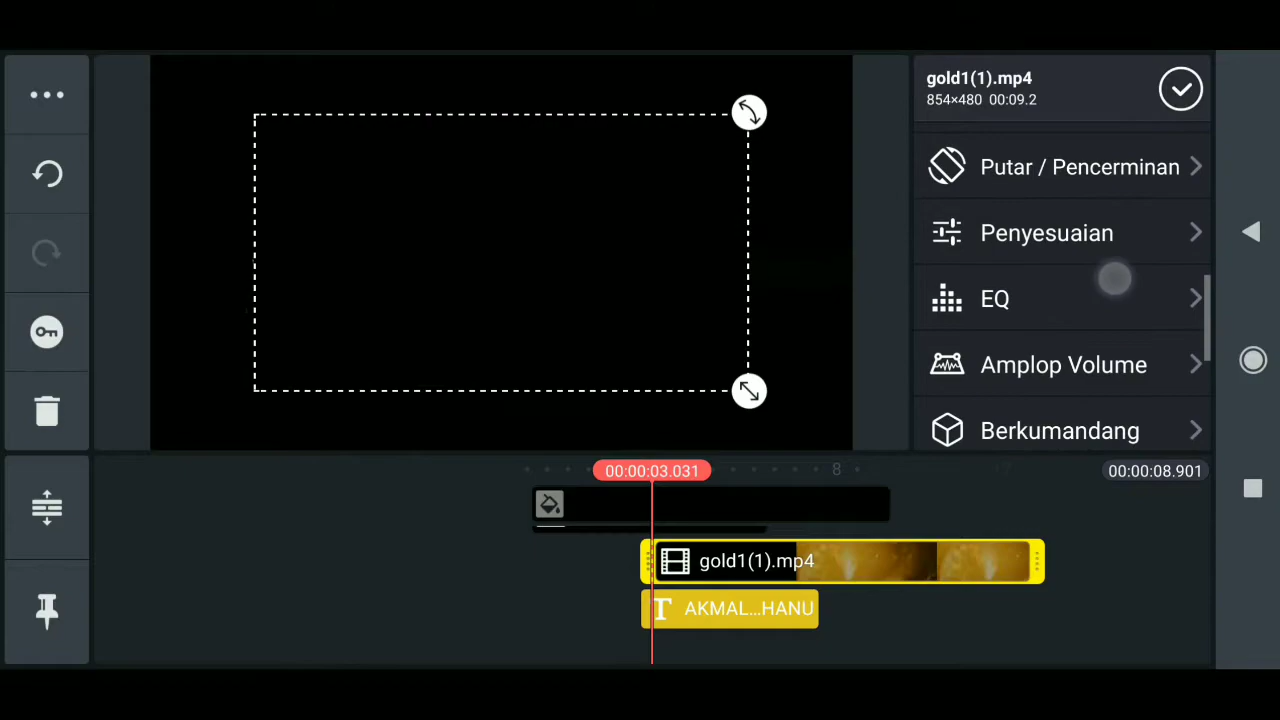 gold1(1).mp4
854×480 00:09.2
Putar / Pencerminan
Penyesuaian
EQ
Amplop Volume
Berkumandang
00:00:03.031
8
00:00:08.901
gold1(1).mp4
T AKMAL...HANU